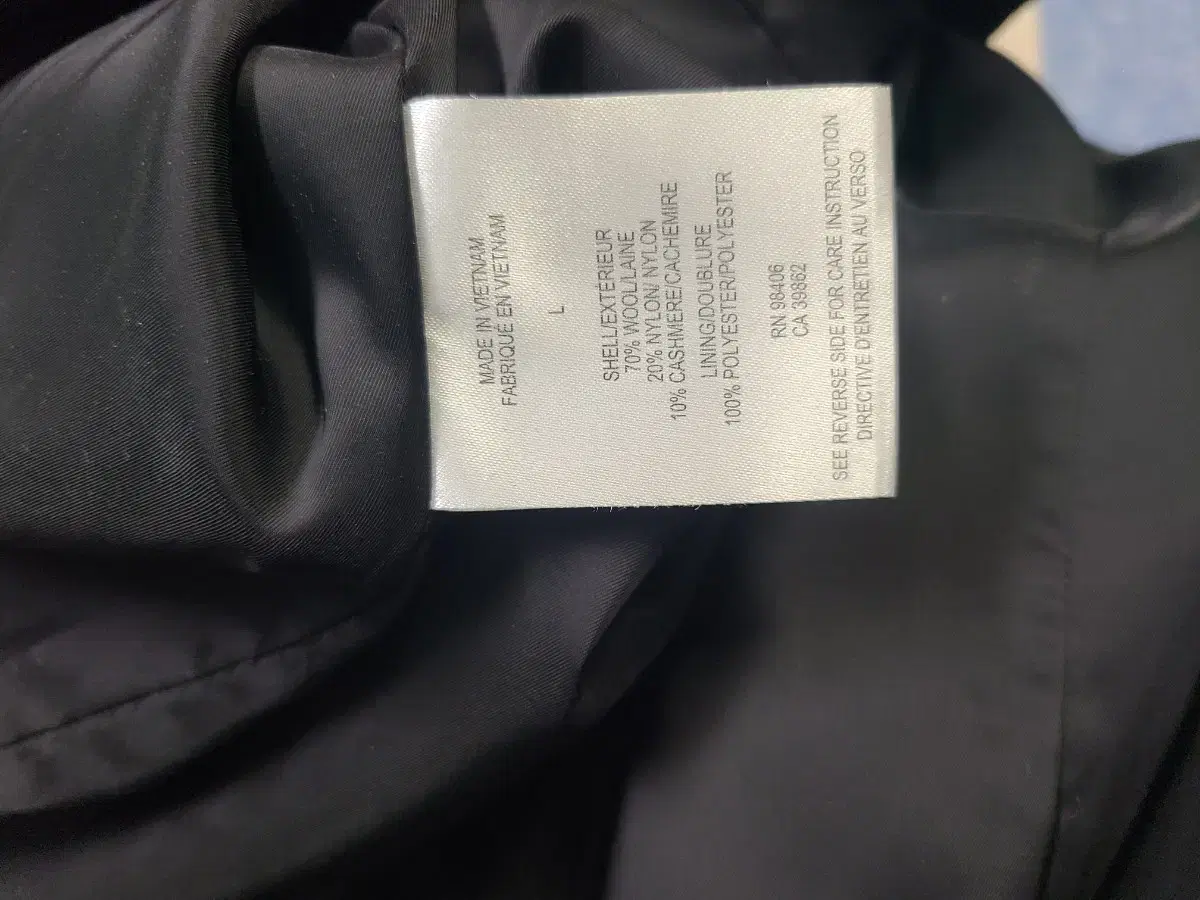 MADE IN VIETNAM
FABRIQUÉ EN VIETNAM
L
SHELL/EXTÉRIEUR
70% WOOL/LAINE
20% NYLON/ NYLON
10% CASHMERE/CACHEMIRE
LINING/DOUBLURE
100% POLYESTER/POLYESTER
RN 98406
CA 39862
SEE REVERSE SIDE FOR CARE INSTRUCTION
DIRECTIVE D'ENTRETIEN AU VERSO